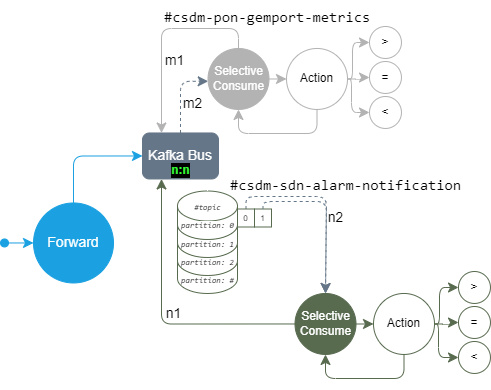 #csdm-pon-gemport-metrics
m1
>
Selective
Consume
Action
=
m2
<
Kafka Bus
n:n
#csdm-sdn-alarm-notification
#topic
0 1
n2
partition: 0
Forward
partition: 1
partition: 2
partition: #
>
n1
Selective
Consume
Action
=
<